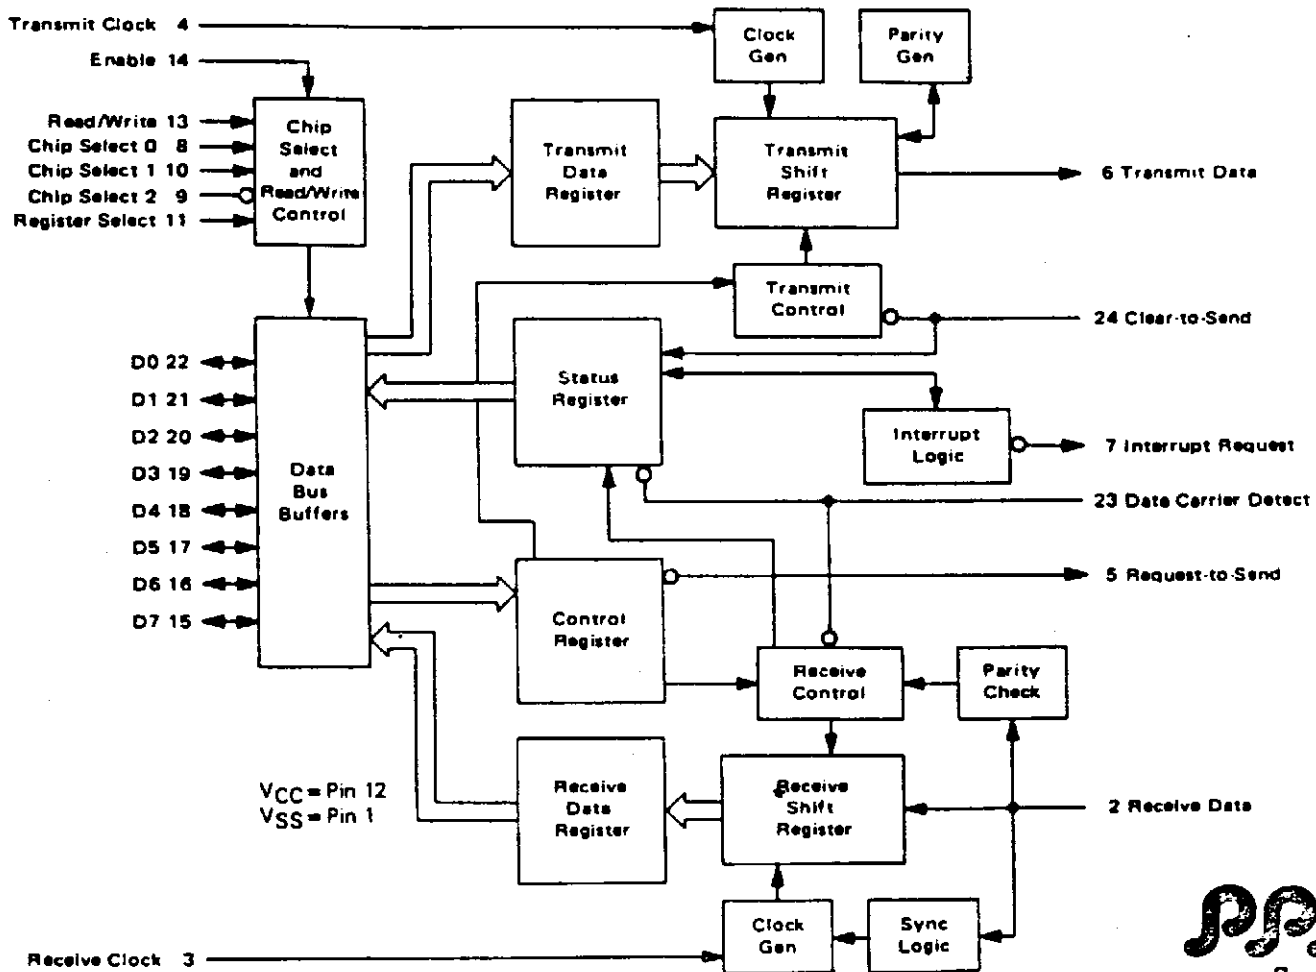 Transmit Clock 4
Clock
Gen
Parity
Gen
Enable 14
Read/Write 13
Chip Select 0 8
Chip Select 1 10
Chip Select 2 9
Register Select 11
Chip
Select
and
Read/Write
Control
Transmit
Data
Register
Transmit
Shift
Register
6 Transmit Data
Transmit
Control
24 Clear-to-Send
D0 22
D1 21
D2 20
D3 19
D4 18
D5 17
D6 16
D7 15
Data
Bus
Buffers
Status
Register
Interrupt
Logic
7 Interrupt Request
23 Data Carrier Detect
5 Request-to-Send
Control
Register
Receive
Control
Parity
Check
VCC = Pin 12
VSS = Pin 1
Receive
Data
Register
Receive
Shift
Register
2 Receive Data
Clock
Gen
Sync
Logic
Receive Clock 3